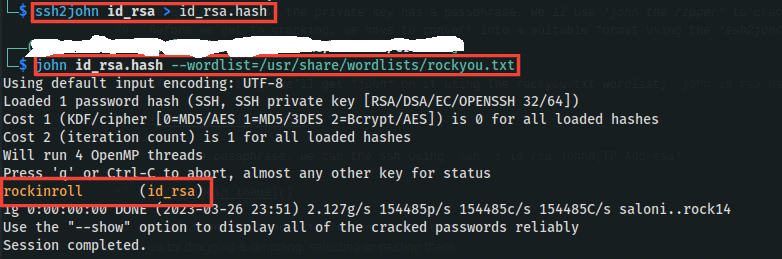 $ ssh2john id_rsa > id_rsa.hash
$ john id_rsa.hash --wordlist=/usr/share/wordlists/rockyou.txt
Using default input encoding: UTF-8
Loaded 1 password hash (SSH, SSH private key [RSA/DSA/EC/OPENSSH 32/64])
Cost 1 (KDF/cipher [0=MD5/AES 1=MD5/3DES 2=Bcrypt/AES]) is 0 for all loaded hashes
Cost 2 (iteration count) is 1 for all loaded hashes
Will run 4 OpenMP threads
Press 'q' or Ctrl-C to abort, almost any other key for status
rockinroll (id_rsa)
1g 0:00:00:00 DONE (2023-03-26 23:51) 2.127g/s 154485p/s 154485c/s 154485C/s saloni..rock14
Use the "--show" option to display all of the cracked passwords reliably
Session completed.